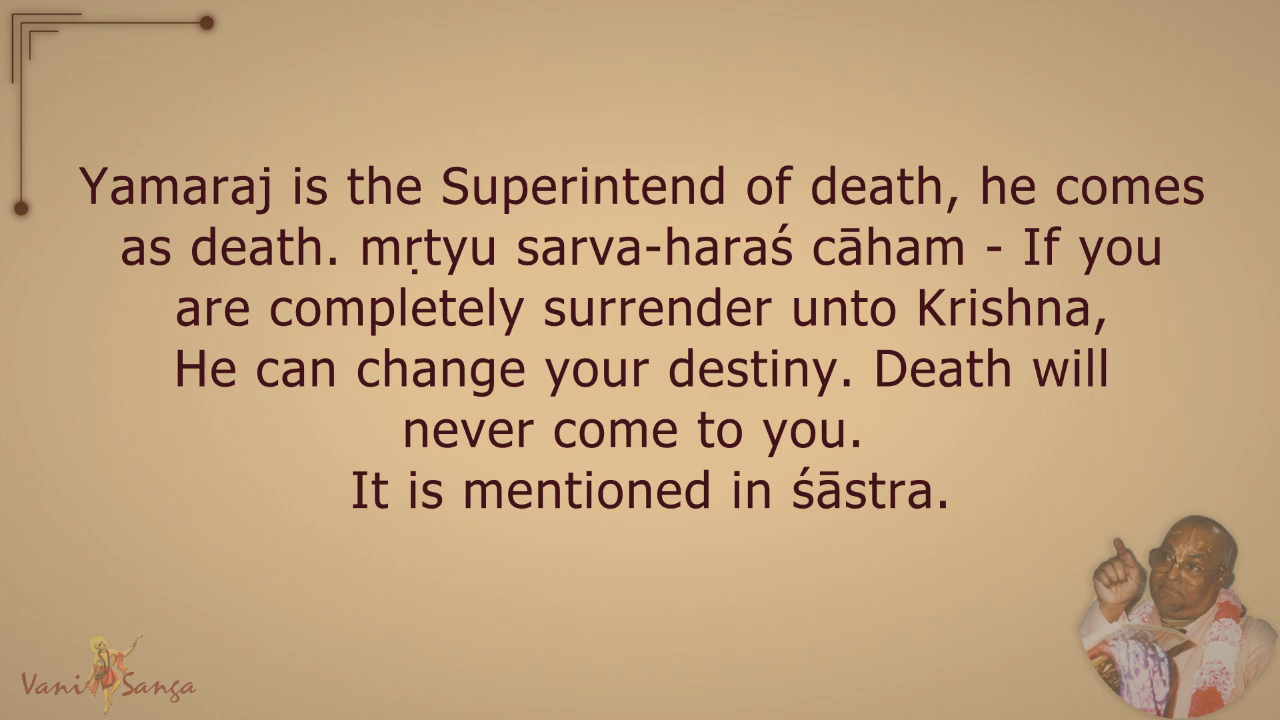 Yamaraj is the Superintend of death, he comes
as death. mṛtyu sarva-haraś cāham - If you
are completely surrender unto Krishna,
He can change your destiny. Death will
never come to you.
It is mentioned in śāstra.
Vani Sanga